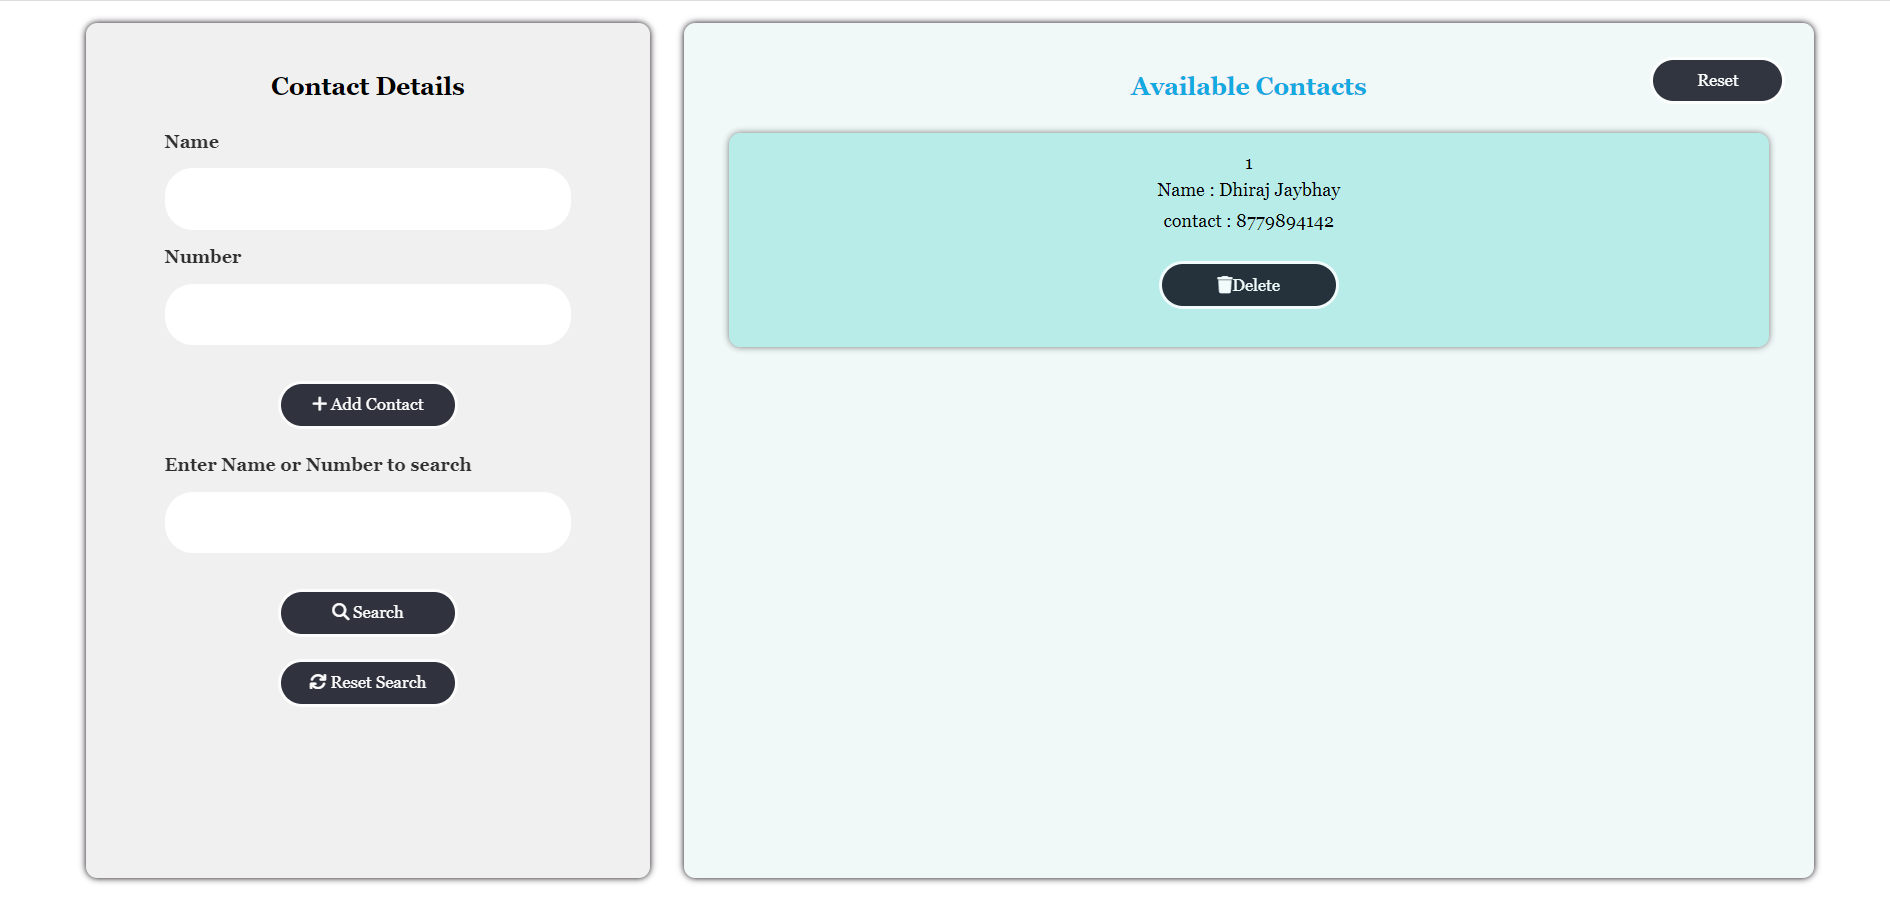 Contact Details
Name
Number
Add Contact
Enter Name or Number to search
Search
Reset Search
Available Contacts
Reset
1
Name : Dhiraj Jaybhay
contact : 8779894142
Delete